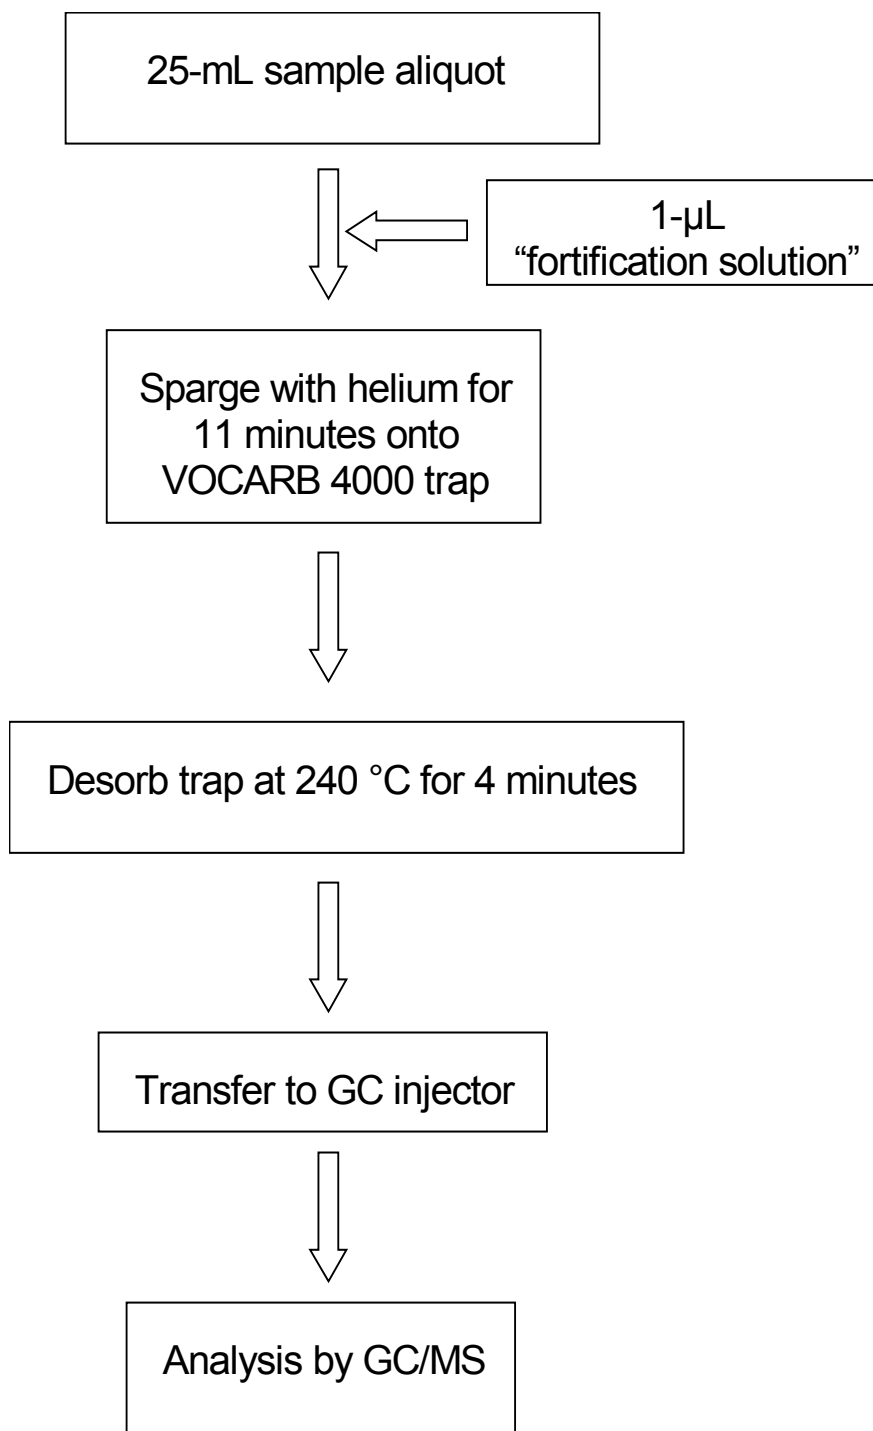 25-mL sample aliquot
1-µL
“fortification solution”
Sparge with helium for
11 minutes onto
VOCARB 4000 trap
Desorb trap at 240 °C for 4 minutes
Transfer to GC injector
Analysis by GC/MS